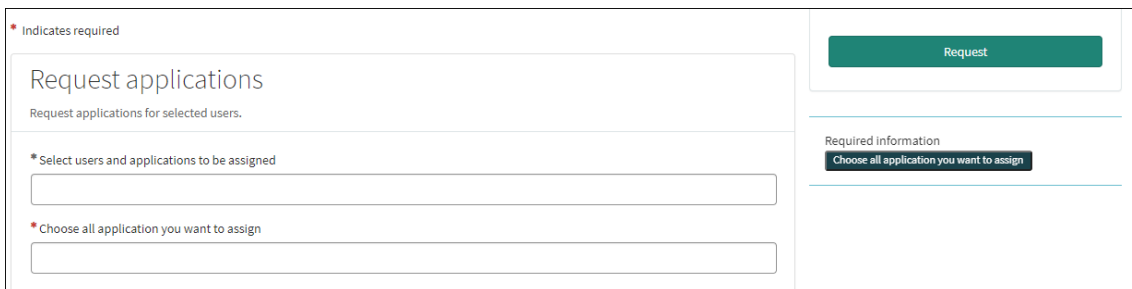 * Indicates required
Request applications
Request applications for selected users.
* Select users and applications to be assigned
* Choose all application you want to assign
Request
Required information
Choose all application you want to assign